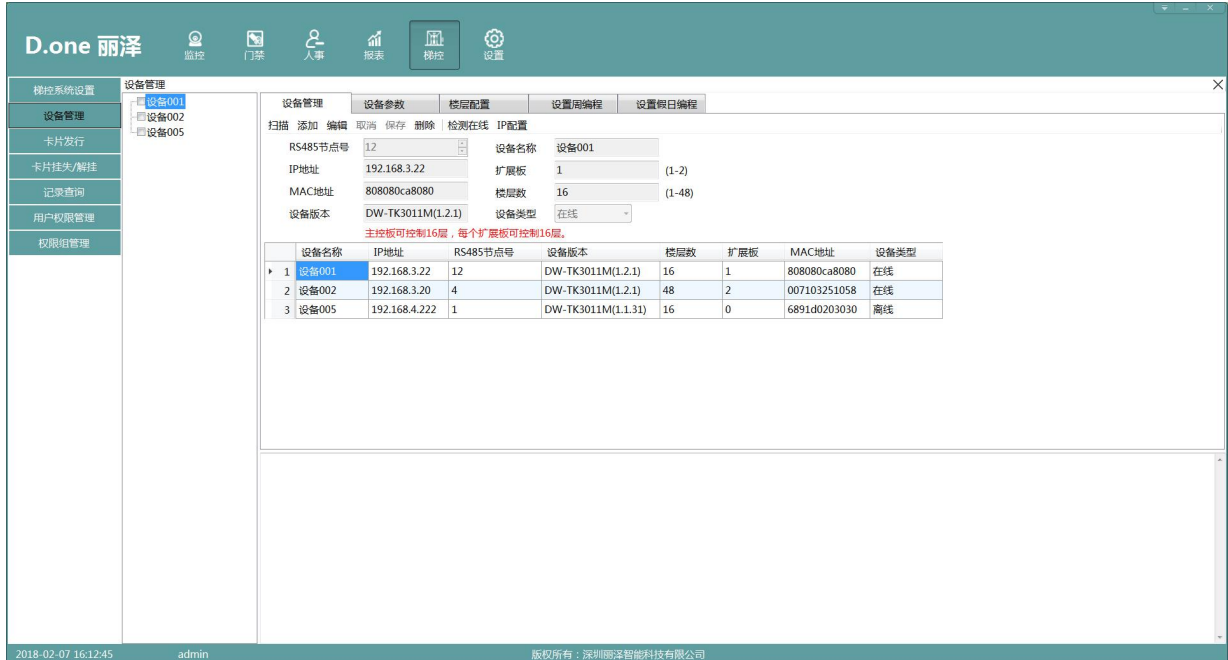 D.one 丽泽
监控 门禁 人事 报表 梯控 设置
梯控系统设置
设备管理
卡片发行
卡片挂失/解挂
记录查询
用户权限管理
权限组管理
设备管理
设备001
设备002
设备005
设备管理 设备参数 楼层配置 设置周编程 设置假日编程
扫描 添加 编辑 取消 保存 删除 检测在线 IP配置
RS485节点号 12 设备名称 设备001
IP地址 192.168.3.22 扩展板 1 (1-2)
MAC地址 808080ca8080 楼层数 16 (1-48)
设备版本 DW-TK3011M(1.2.1) 设备类型 在线
主控板可控制16层，每个扩展板可控制16层。
设备名称 IP地址 RS485节点号 设备版本 楼层数 扩展板 MAC地址 设备类型
1 设备001 192.168.3.22 12 DW-TK3011M(1.2.1) 16 1 808080ca8080 在线
2 设备002 192.168.3.20 4 DW-TK3011M(1.2.1) 48 2 007103251058 在线
3 设备005 192.168.4.222 1 DW-TK3011M(1.1.31) 16 0 6891d0203030 离线
2018-02-07 16:12:45 admin 版权所有：深圳丽泽智能科技有限公司